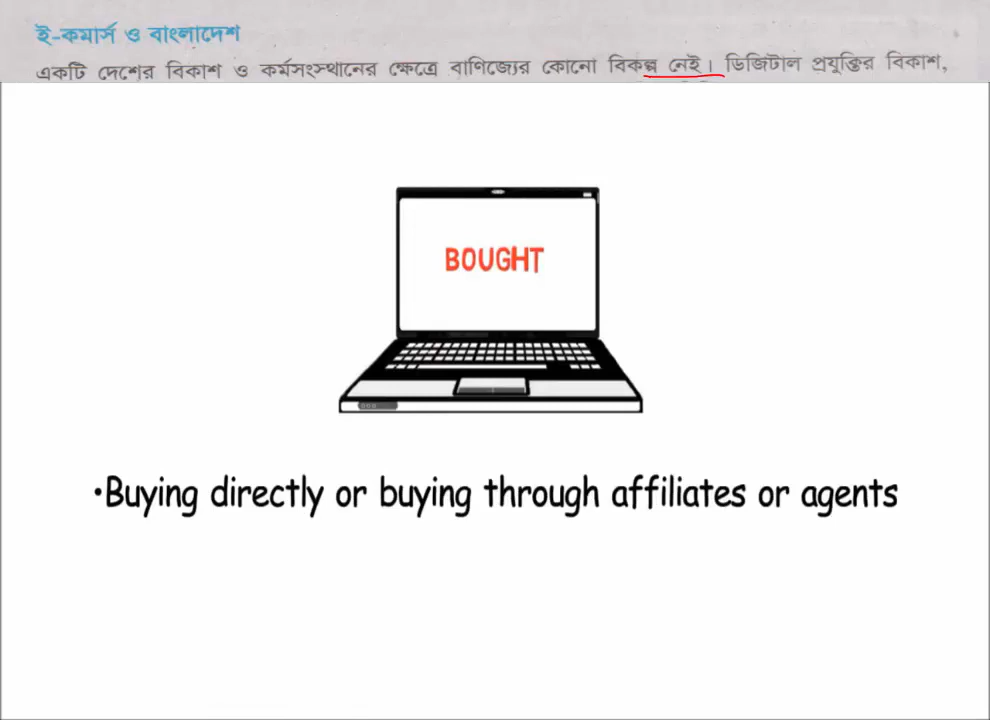 ই-কমার্স ও বাংলাদেশ
একটি দেশের বিকাশ ও কর্মসংস্থানের ক্ষেত্রে বাণিজ্যের কোনো বিকল্প নেই। ডিজিটাল প্রযুক্তির বিকাশ,
BOUGHT
•Buying directly or buying through affiliates or agents